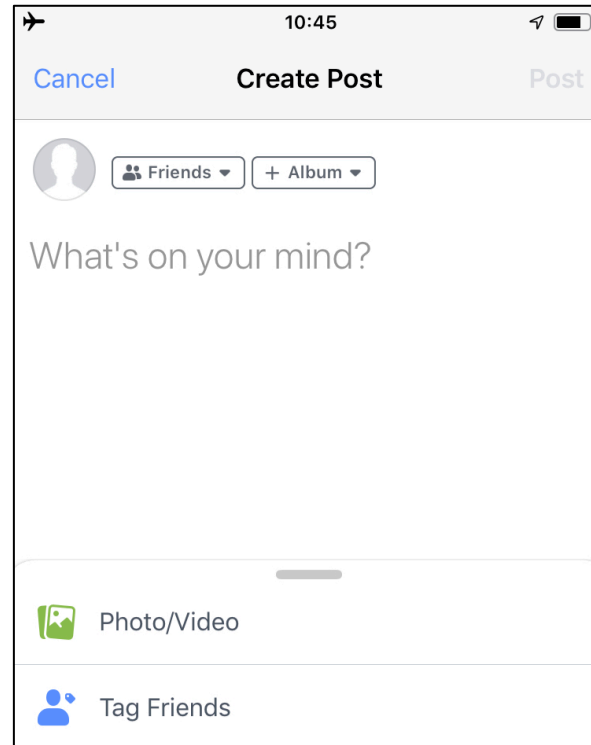 10:45
Cancel Create Post Post
Friends + Album
What's on your mind?
Photo/Video
Tag Friends